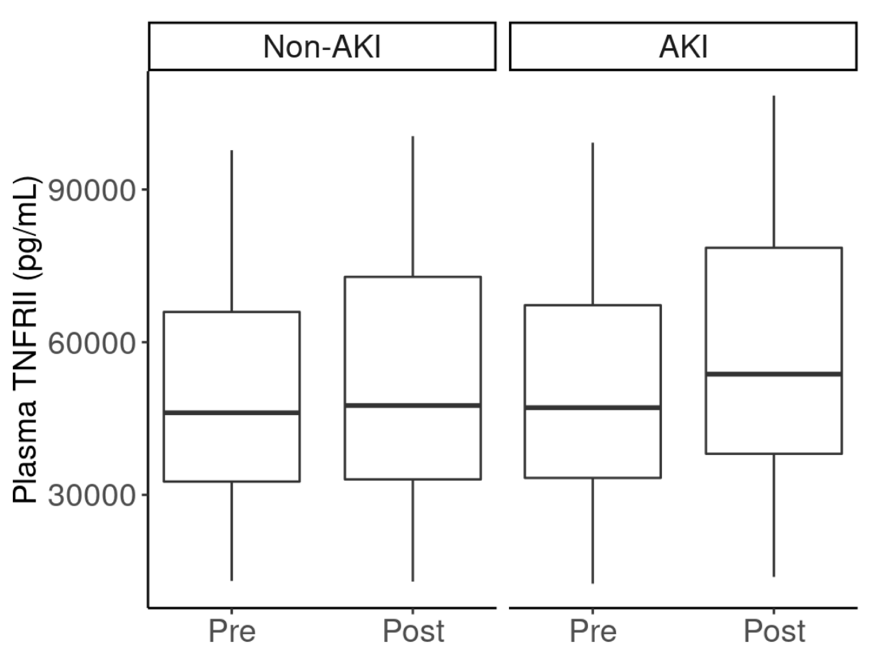 Non-AKI
AKI
Plasma TNFRII (pg/mL)
90000
60000
30000
Pre
Post
Pre
Post